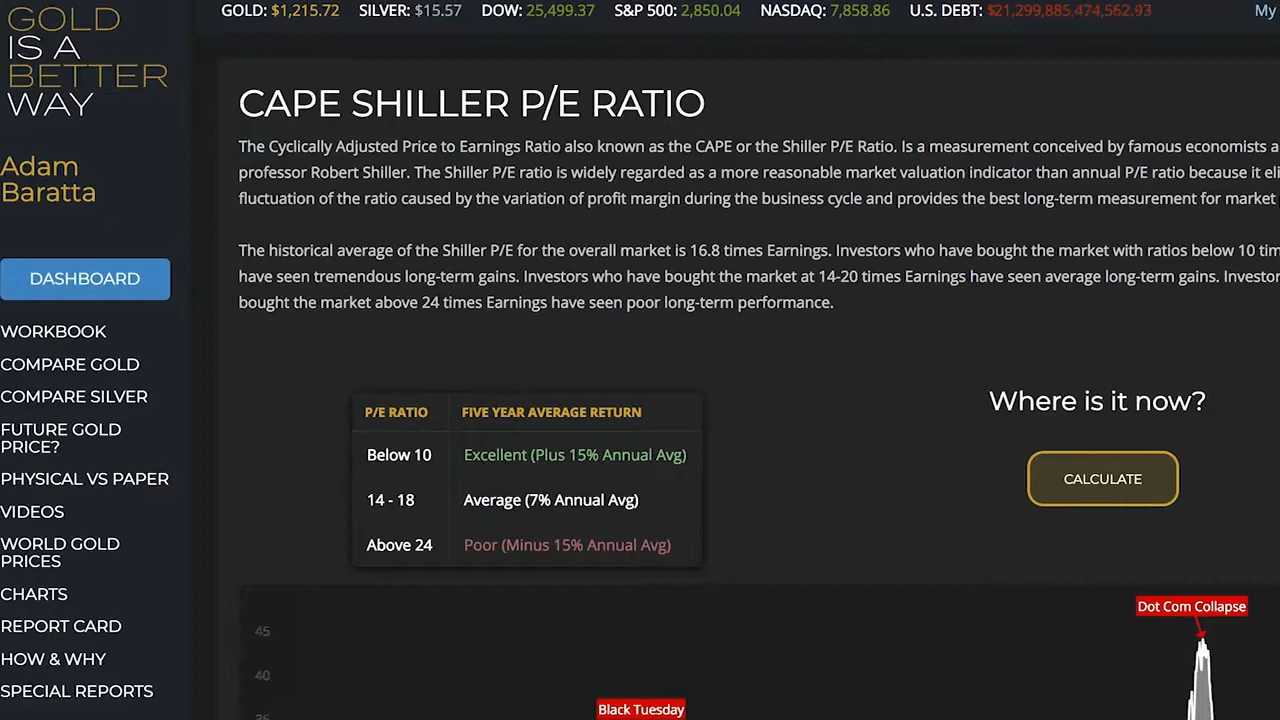 GOLD: $1,215.72 SILVER: $15.57 DOW: 25,499.37 S&P 500: 2,850.04 NASDAQ: 7,858.86 U.S. DEBT: $21,299,885,474,562.93 My
GOLD
IS A
BETTER
WAY
Adam
Baratta
DASHBOARD
WORKBOOK
COMPARE GOLD
COMPARE SILVER
FUTURE GOLD
PRICE?
PHYSICAL VS PAPER
VIDEOS
WORLD GOLD
PRICES
CHARTS
REPORT CARD
HOW & WHY
SPECIAL REPORTS
CAPE SHILLER P/E RATIO
The Cyclically Adjusted Price to Earnings Ratio also known as the CAPE or the Shiller P/E Ratio. Is a measurement conceived by famous economists a
professor Robert Shiller. The Shiller P/E ratio is widely regarded as a more reasonable market valuation indicator than annual P/E ratio because it eli
fluctuation of the ratio caused by the variation of profit margin during the business cycle and provides the best long-term measurement for market
The historical average of the Shiller P/E for the overall market is 16.8 times Earnings. Investors who have bought the market with ratios below 10 tim
have seen tremendous long-term gains. Investors who have bought the market at 14-20 times Earnings have seen average long-term gains. Investor
bought the market above 24 times Earnings have seen poor long-term performance.
P/E RATIO FIVE YEAR AVERAGE RETURN
Below 10 Excellent (Plus 15% Annual Avg)
14 - 18 Average (7% Annual Avg)
Above 24 Poor (Minus 15% Annual Avg)
Where is it now?
CALCULATE
Dot Com Collapse
45
40
Black Tuesday